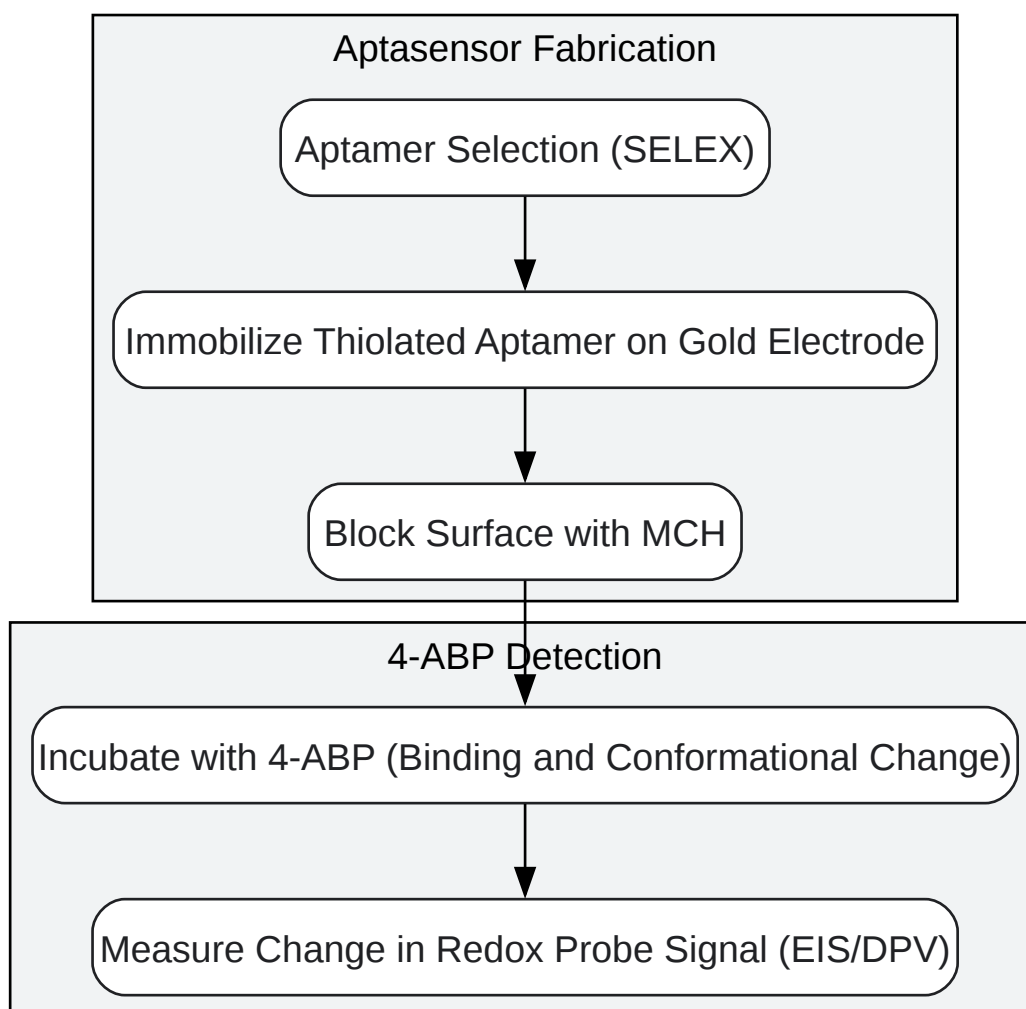 Aptasensor Fabrication
Aptamer Selection (SELEX)
Immobilize Thiolated Aptamer on Gold Electrode
Block Surface with MCH
4-ABP Detection
Incubate with 4-ABP (Binding and Conformational Change)
Measure Change in Redox Probe Signal (EIS/DPV)